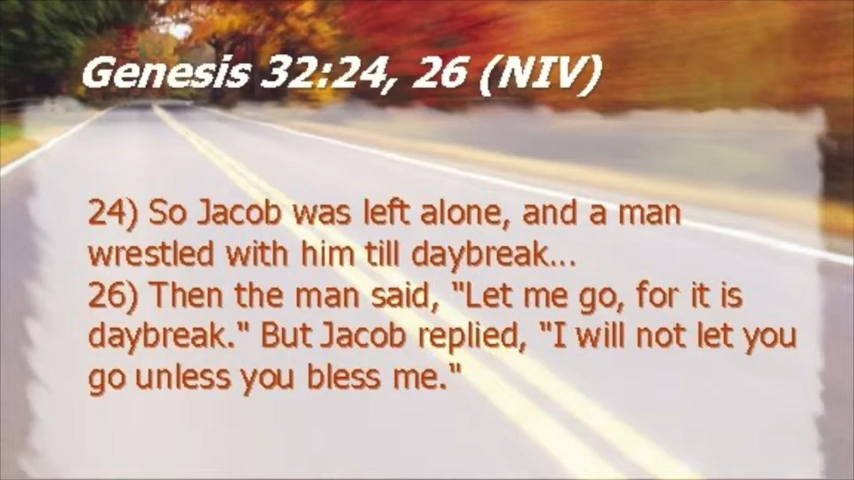 Genesis 32:24, 26 (NIV)
24) So Jacob was left alone, and a man
wrestled with him till daybreak...
26) Then the man said, "Let me go, for it is
daybreak." But Jacob replied, "I will not let you
go unless you bless me."